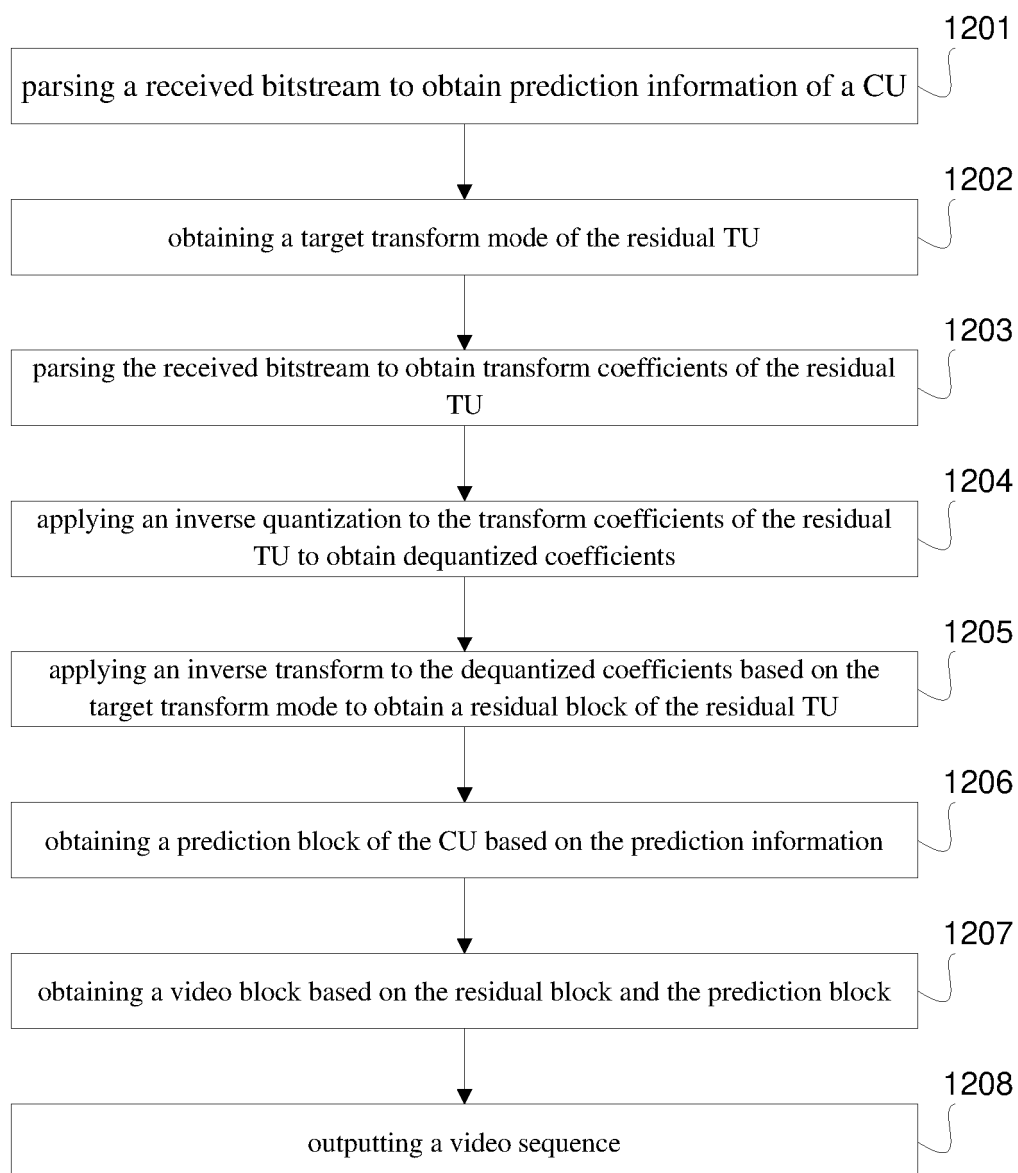 1201
parsing a received bitstream to obtain prediction information of a CU
1202
obtaining a target transform mode of the residual TU
1203
parsing the received bitstream to obtain transform coefficients of the residual
TU
1204
applying an inverse quantization to the transform coefficients of the residual
TU to obtain dequantized coefficients
1205
applying an inverse transform to the dequantized coefficients based on the
target transform mode to obtain a residual block of the residual TU
1206
obtaining a prediction block of the CU based on the prediction information
1207
obtaining a video block based on the residual block and the prediction block
1208
outputting a video sequence